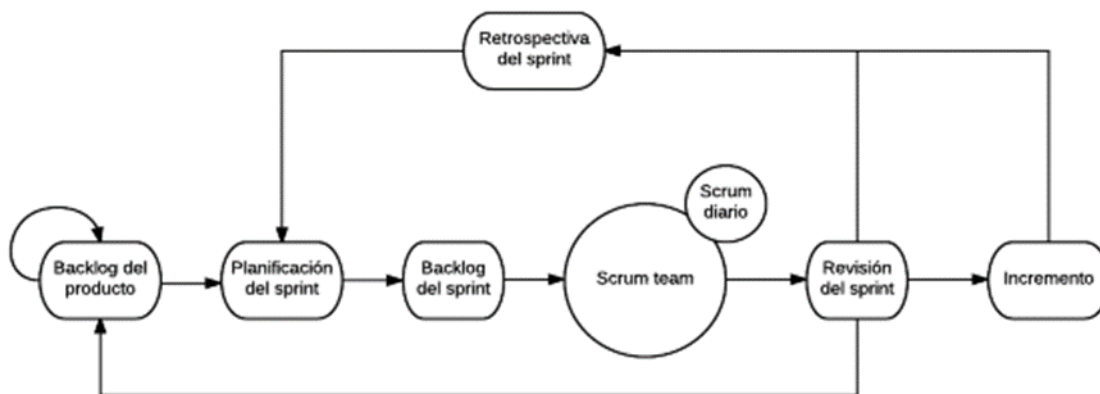 Retrospectiva
del sprint
Scrum
diario
Backlog del
producto
Planificación
del sprint
Backlog
del sprint
Scrum team
Revisión
del sprint
Incremento